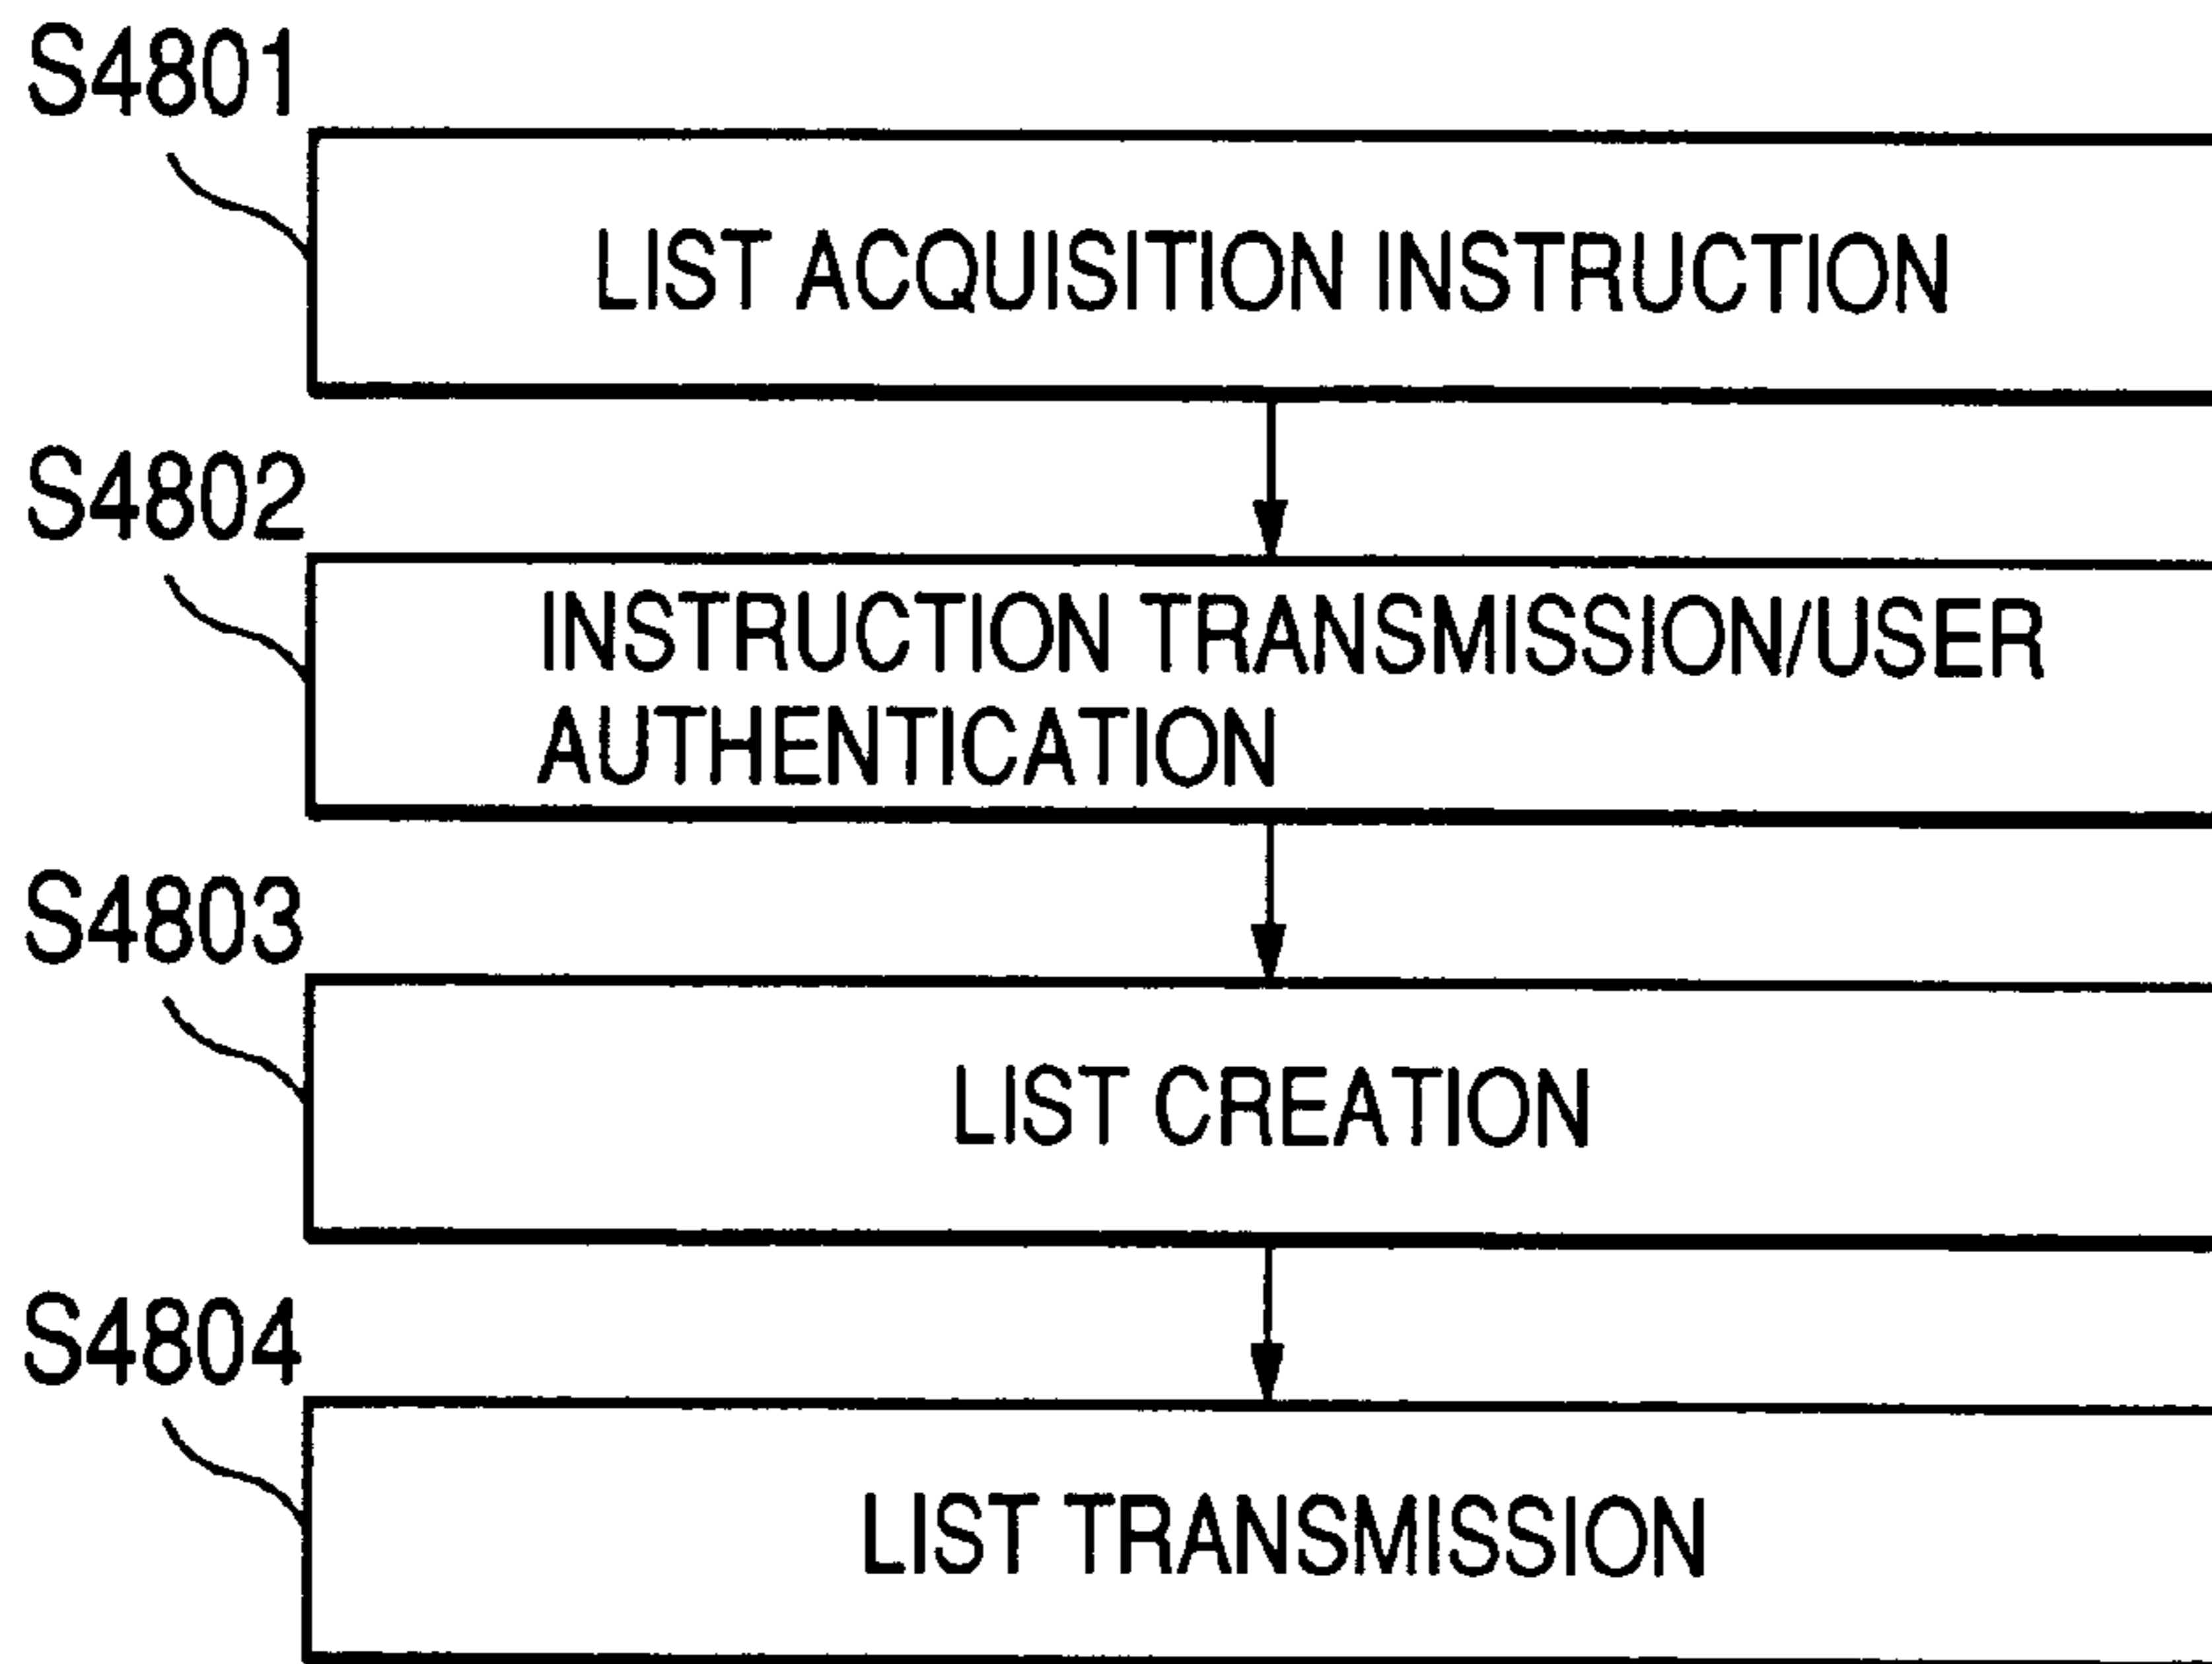 S4801
LIST ACQUISITION INSTRUCTION
S4802
INSTRUCTION TRANSMISSION/USER
AUTHENTICATION
S4803
LIST CREATION
S4804
LIST TRANSMISSION